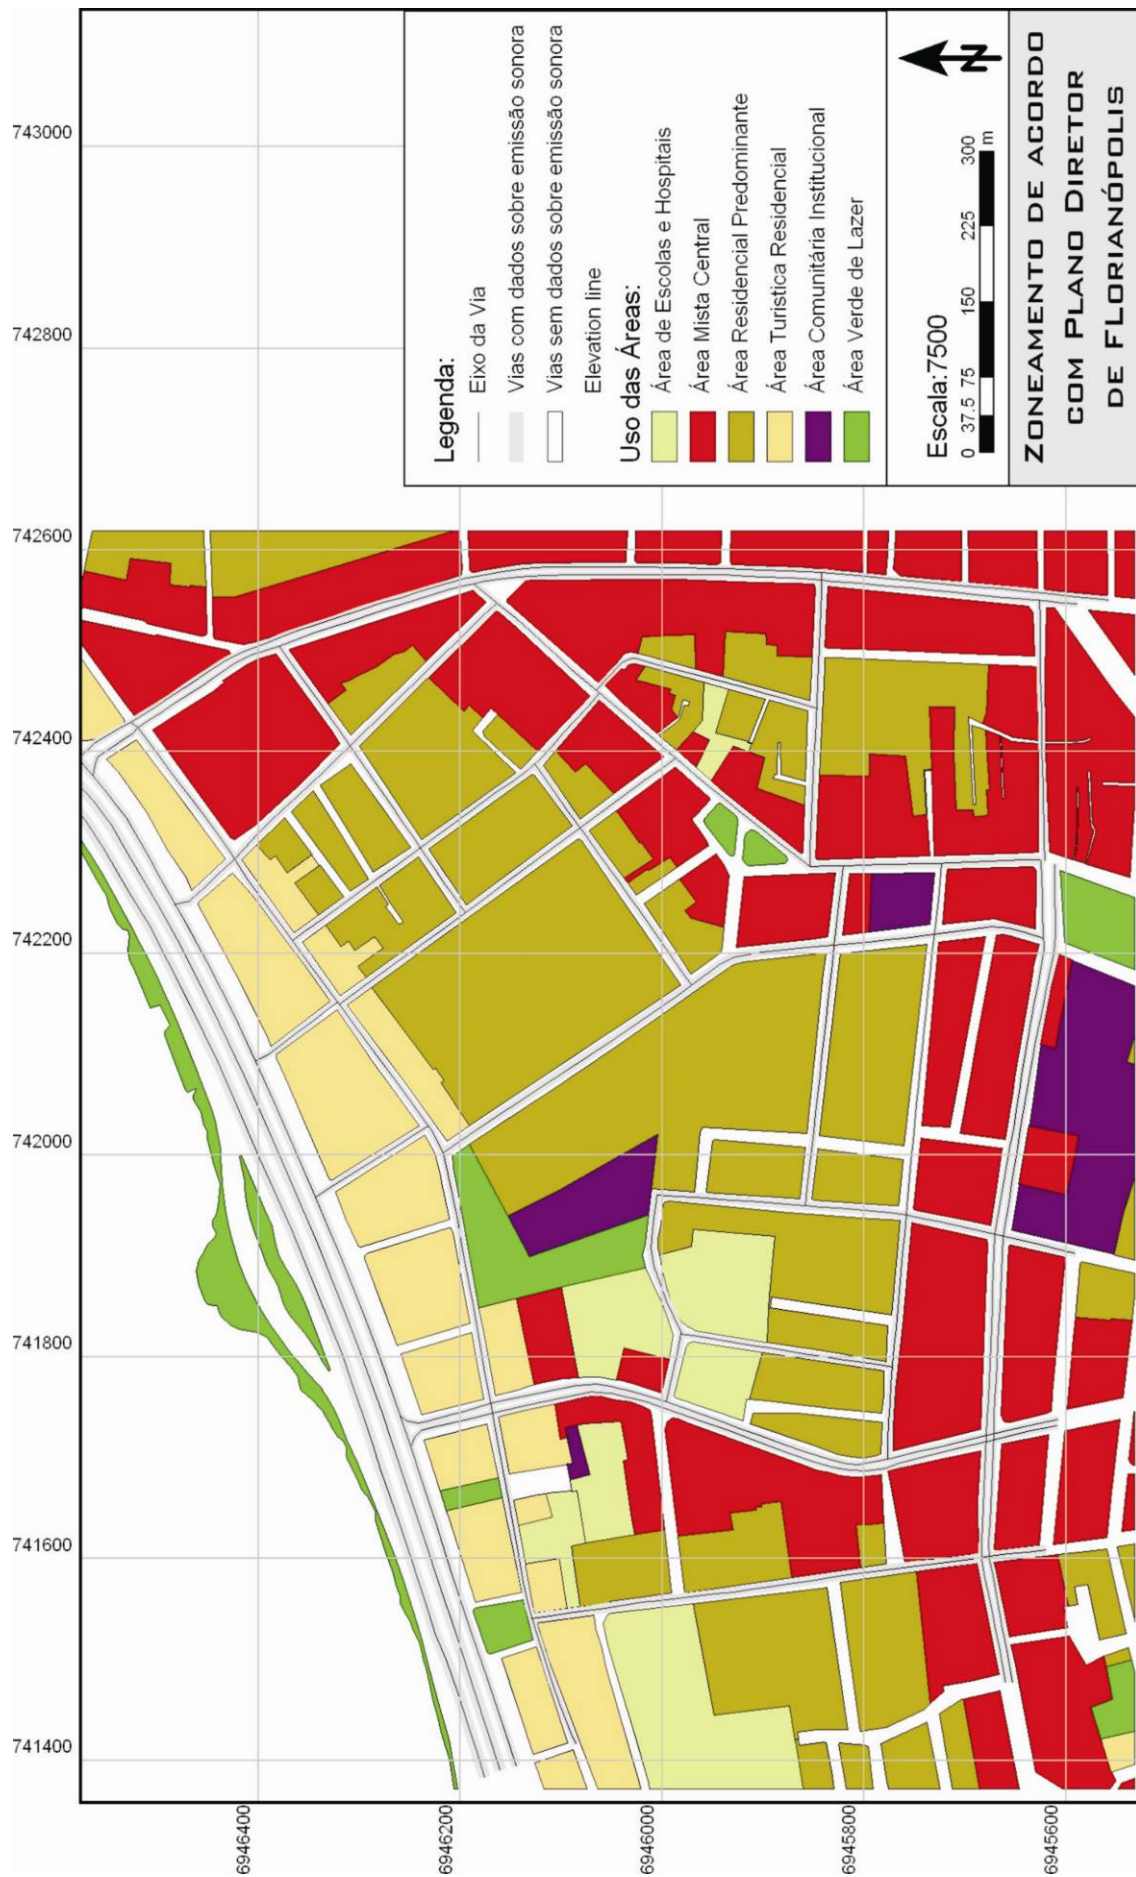 743000
742800
742600
742400
742200
742000
741800
741600
741400
6946400
6946200
6946000
6945800
6945600
Legenda:
Eixo da Via
Vias com dados sobre emissão sonora
Vias sem dados sobre emissão sonora
Elevation line
Uso das Áreas:
Área de Escolas e Hospitais
Área Mista Central
Área Residencial Predominante
Área Turistica Residencial
Área Comunitária Institucional
Área Verde de Lazer
Escala:7500
0 37.5 75 150 225 300
m
N
ZONEAMENTO DE ACORDO
COM PLANO DIRETOR
DE FLORIANÓPOLIS